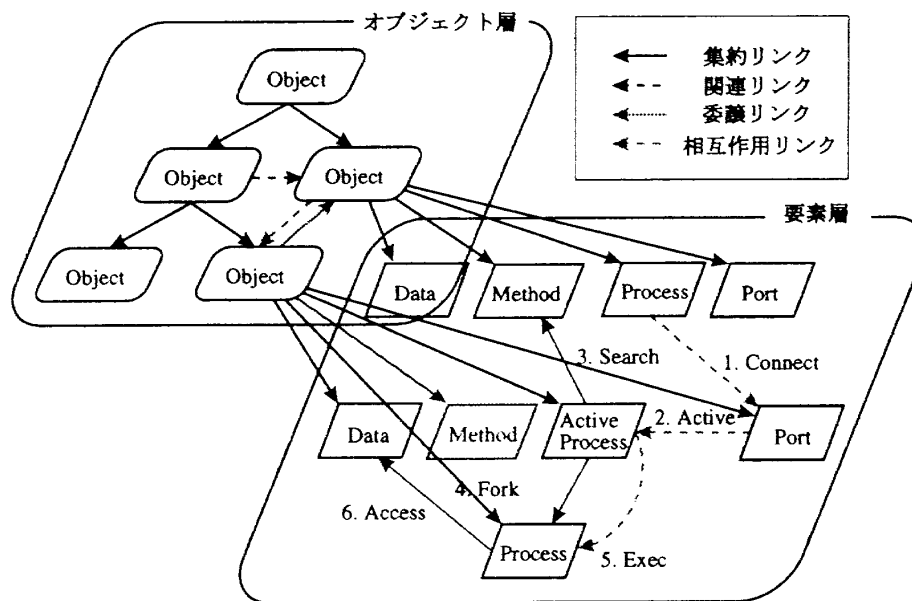 オブジェクト層
集約リンク
関連リンク
委譲リンク
相互作用リンク
Object
Object
Object
Object
Object
要素層
Data
Method
Process
Port
3. Search
1. Connect
Data
Method
Active
Process
2. Active
Port
4. Fork
6. Access
Process
5. Exec